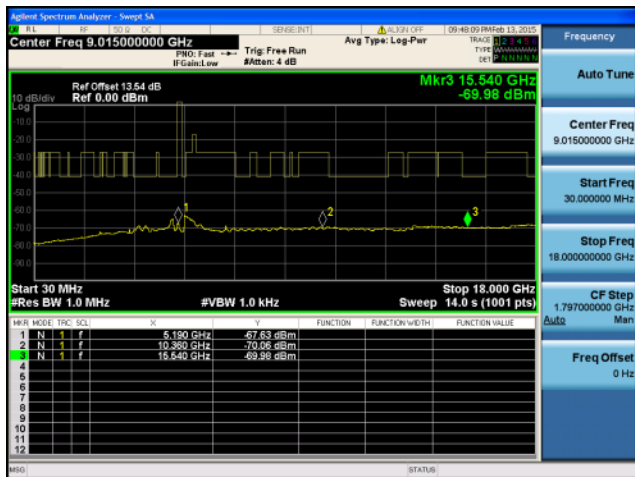 Agilent Spectrum Analyzer - Swept SA
RL RF 50 Ω DC SENSE:INT ALIGN OFF 09:48:09 PM Feb 13, 2015
Center Freq 9.015000000 GHz
PNO: Fast
IFGain:Low
Trig: Free Run
#Atten: 4 dB
Avg Type: Log-Pwr
TRACE 1 2 3 4 5 6
TYPE
DET P N N N N N
Ref Offset 13.54 dB
Ref 0.00 dBm
10 dB/div
Log
Mkr3 15.540 GHz
-69.98 dBm
-10.0
-20.0
-30.0
-40.0
-50.0
-60.0
-70.0
-80.0
-90.0
1
2
3
Start 30 MHz
#Res BW 1.0 MHz
#VBW 1.0 kHz
Stop 18.000 GHz
Sweep 14.0 s (1001 pts)
MKR MODE TRC SCL X Y FUNCTION FUNCTION WIDTH FUNCTION VALUE
1 N 1 f 5.190 GHz -67.63 dBm
2 N 1 f 10.360 GHz -70.06 dBm
3 N 1 f 15.540 GHz -69.98 dBm
4
5
6
7
8
9
10
11
12
MSG
STATUS
Frequency
Auto Tune
Center Freq
9.015000000 GHz
Start Freq
30.000000 MHz
Stop Freq
18.000000000 GHz
CF Step
1.797000000 GHz
Auto Man
Freq Offset
0 Hz